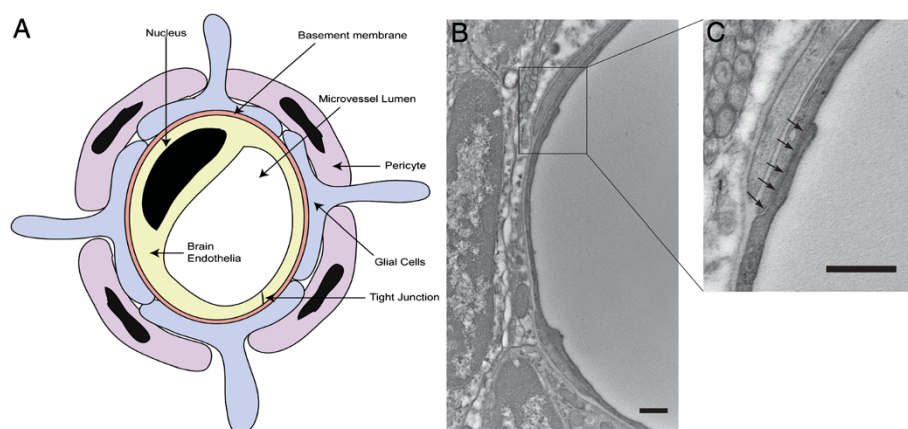 A
Nucleus
Basement membrane
Microvessel Lumen
Pericyte
Brain
Endothelia
Glial Cells
Tight Junction
B
C